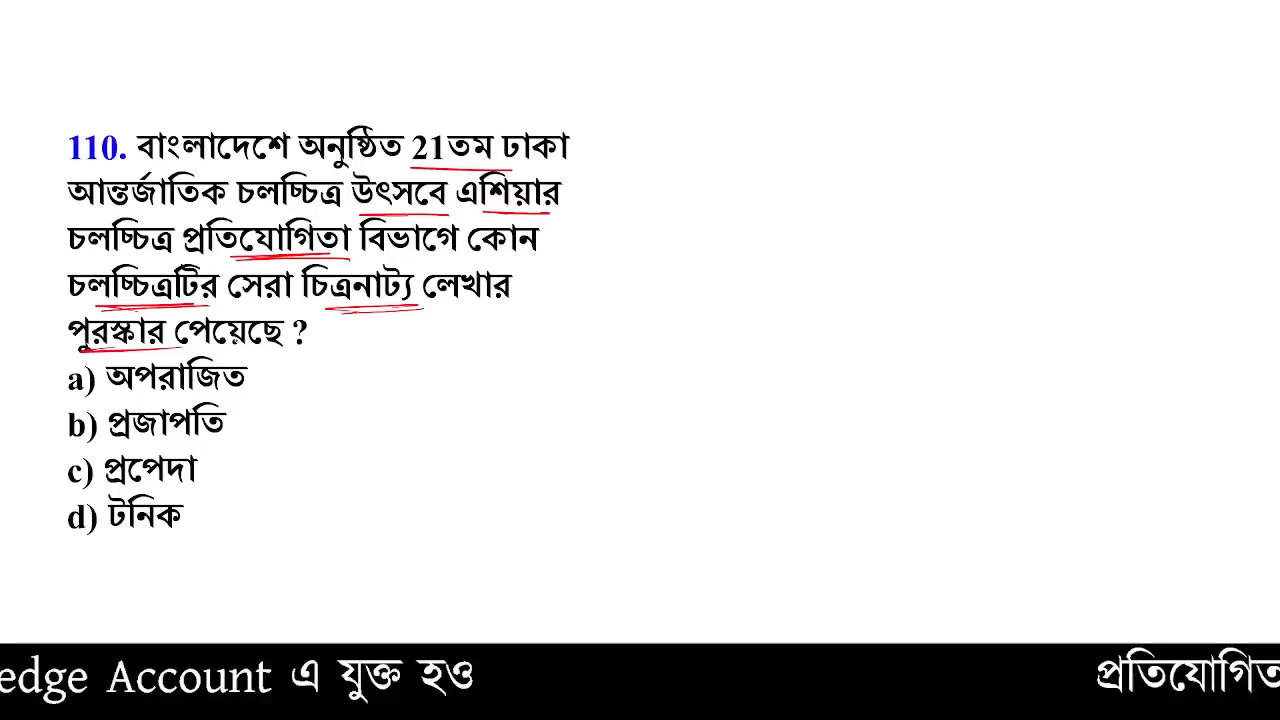 110. বাংলাদেশে অনুষ্ঠিত 21তম ঢাকা
আন্তর্জাতিক চলচ্চিত্র উৎসবে এশিয়ার
চলচ্চিত্র প্রতিযোগিতা বিভাগে কোন
চলচ্চিত্রটির সেরা চিত্রনাট্য লেখার
পুরস্কার পেয়েছে ?
a) অপরাজিত
b) প্রজাপতি
c) প্রপেদা
d) টনিক
edge Account এ যুক্ত হও প্রতিযোগিত